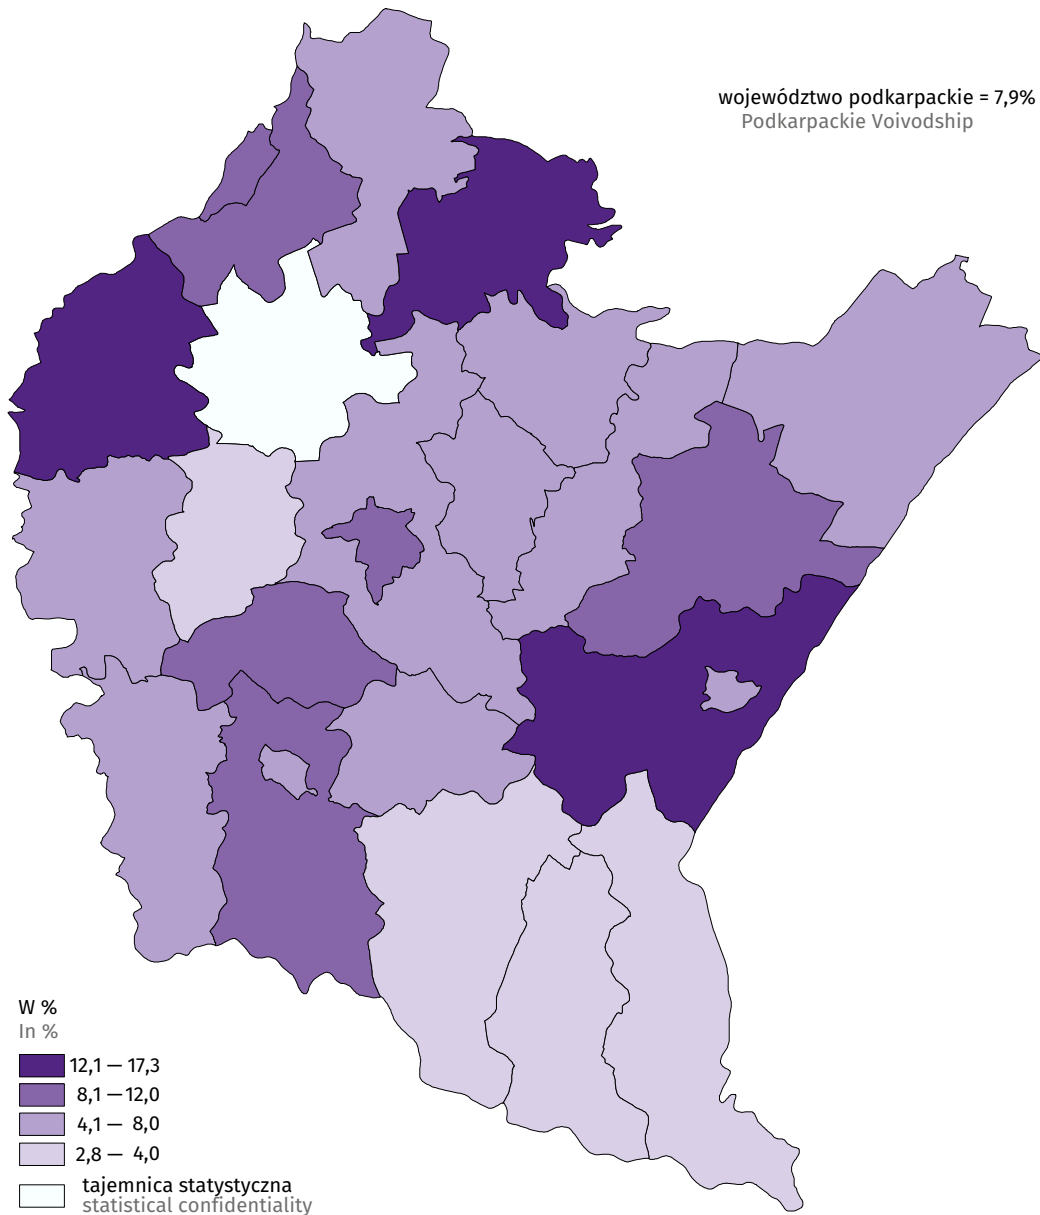 województwo podkarpackie = 7,9%
Podkarpackie Voivodship
W %
In %
12,1 — 17,3
8,1 — 12,0
4,1 — 8,0
2,8 — 4,0
tajemnica statystyczna
statistical confidentiality